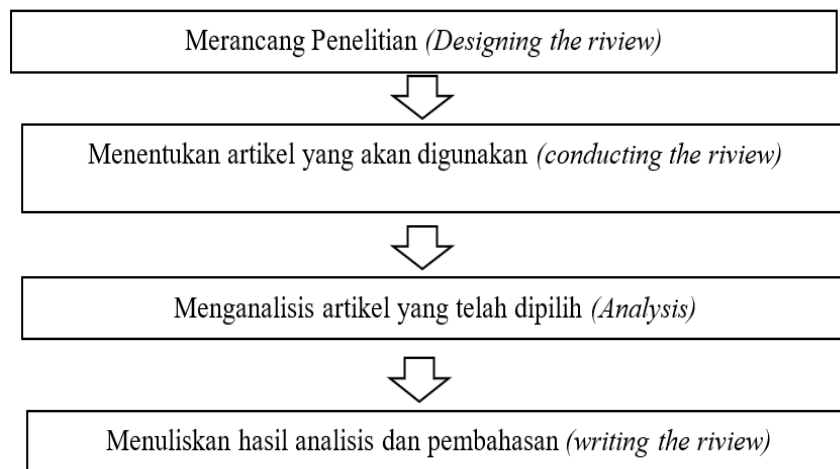 Merancang Penelitian (Designing the riview)
Menentukan artikel yang akan digunakan (conducting the riview)
Menganalisis artikel yang telah dipilih (Analysis)
Menuliskan hasil analisis dan pembahasan (writing the riview)